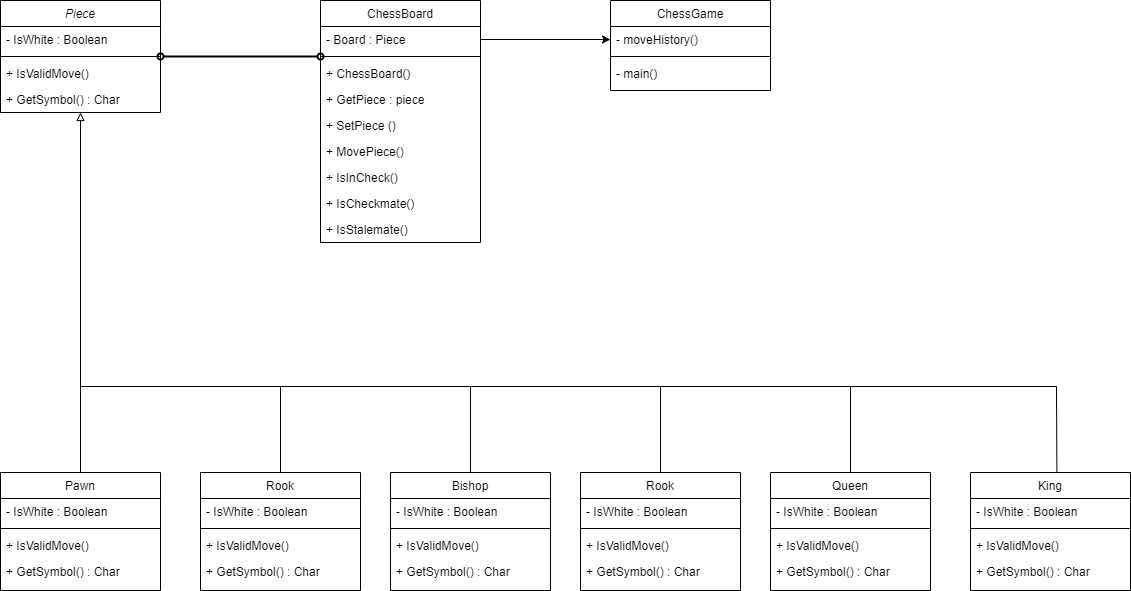 Piece
- IsWhite : Boolean
+ IsValidMove()
+ GetSymbol() : Char
ChessBoard
- Board : Piece
+ ChessBoard()
+ GetPiece : piece
+ SetPiece ()
+ MovePiece()
+ IsInCheck()
+ IsCheckmate()
+ IsStalemate()
ChessGame
- moveHistory()
- main()
Pawn
- IsWhite : Boolean
+ IsValidMove()
+ GetSymbol() : Char
Rook
- IsWhite : Boolean
+ IsValidMove()
+ GetSymbol() : Char
Bishop
- IsWhite : Boolean
+ IsValidMove()
+ GetSymbol() : Char
Rook
- IsWhite : Boolean
+ IsValidMove()
+ GetSymbol() : Char
Queen
- IsWhite : Boolean
+ IsValidMove()
+ GetSymbol() : Char
King
- IsWhite : Boolean
+ IsValidMove()
+ GetSymbol() : Char